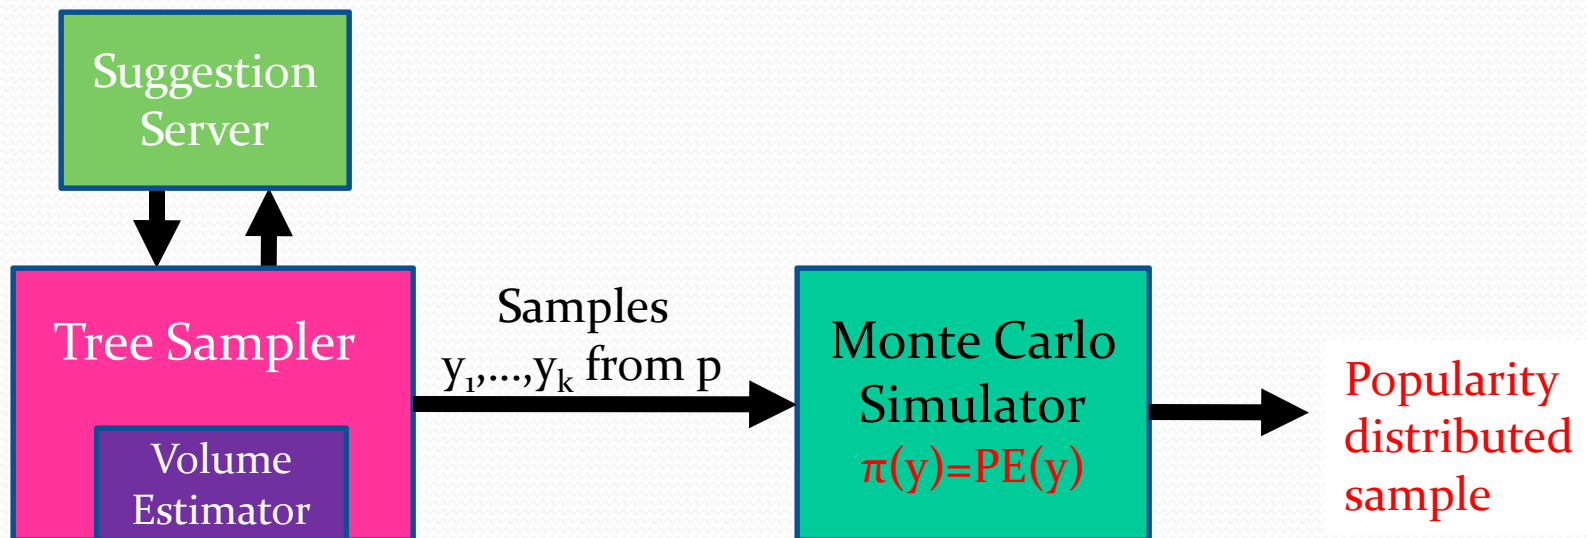 Suggestion
Server
Tree Sampler
Volume
Estimator
Samples
y₁,...,yₖ from p
Monte Carlo
Simulator
π(y)=PE(y)
Popularity
distributed
sample